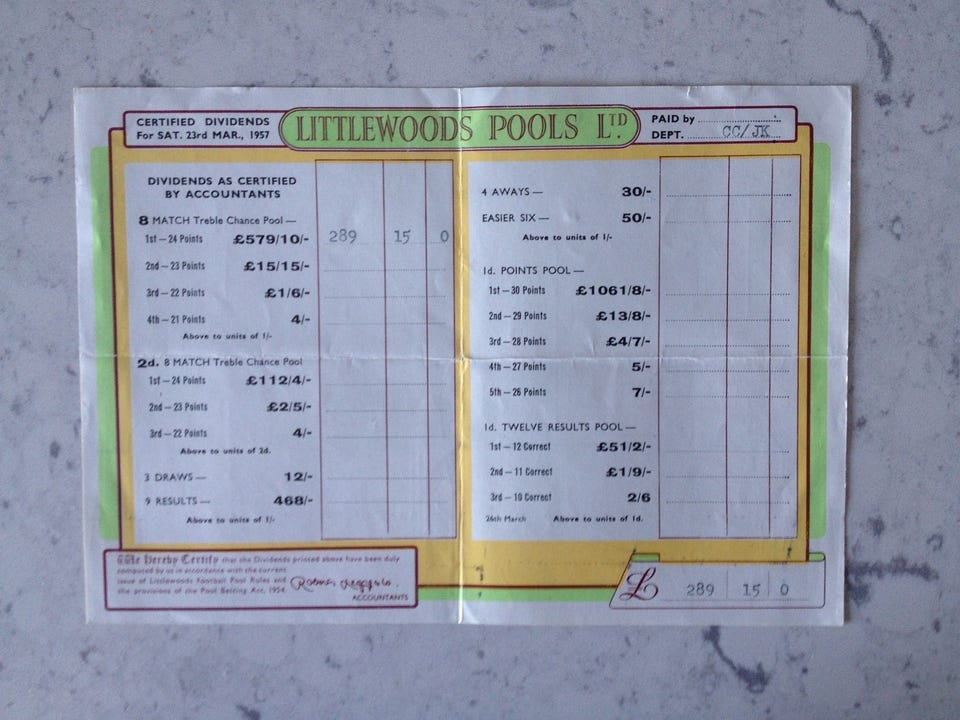 CERTIFIED DIVIDENDS
For SAT. 23rd MAR., 1957
LITTLEWOODS POOLS LTD.
PAID by
DEPT. CC/JK
DIVIDENDS AS CERTIFIED
BY ACCOUNTANTS
8 MATCH Treble Chance Pool —
1st — 24 Points £579/10/- 289 15 0
2nd — 23 Points £15/15/-
3rd — 22 Points £1/6/-
4th — 21 Points 4/-
Above to units of 1/-
2d. 8 MATCH Treble Chance Pool
1st — 24 Points £112/4/-
2nd — 23 Points £2/5/-
3rd — 22 Points 4/-
Above to units of 2d.
3 DRAWS — 12/-
9 RESULTS — 468/-
Above to units of 1/-
4 AWAYS — 30/-
EASIER SIX — 50/-
Above to units of 1/-
1d. POINTS POOL —
1st — 30 Points £1061/8/-
2nd — 29 Points £13/8/-
3rd — 28 Points £4/7/-
4th — 27 Points 5/-
5th — 26 Points 7/-
1d. TWELVE RESULTS POOL —
1st — 12 Correct £51/2/-
2nd — 11 Correct £1/9/-
3rd — 10 Correct 2/6
26th March Above to units of 1d.
We Hereby Certify that the Dividends printed above have been duly
computed by us in accordance with the current
issue of Littlewoods Football Pool Rules and
the provisions of the Pool Betting Act, 1954.
ACCOUNTANTS
£ 289 15 0